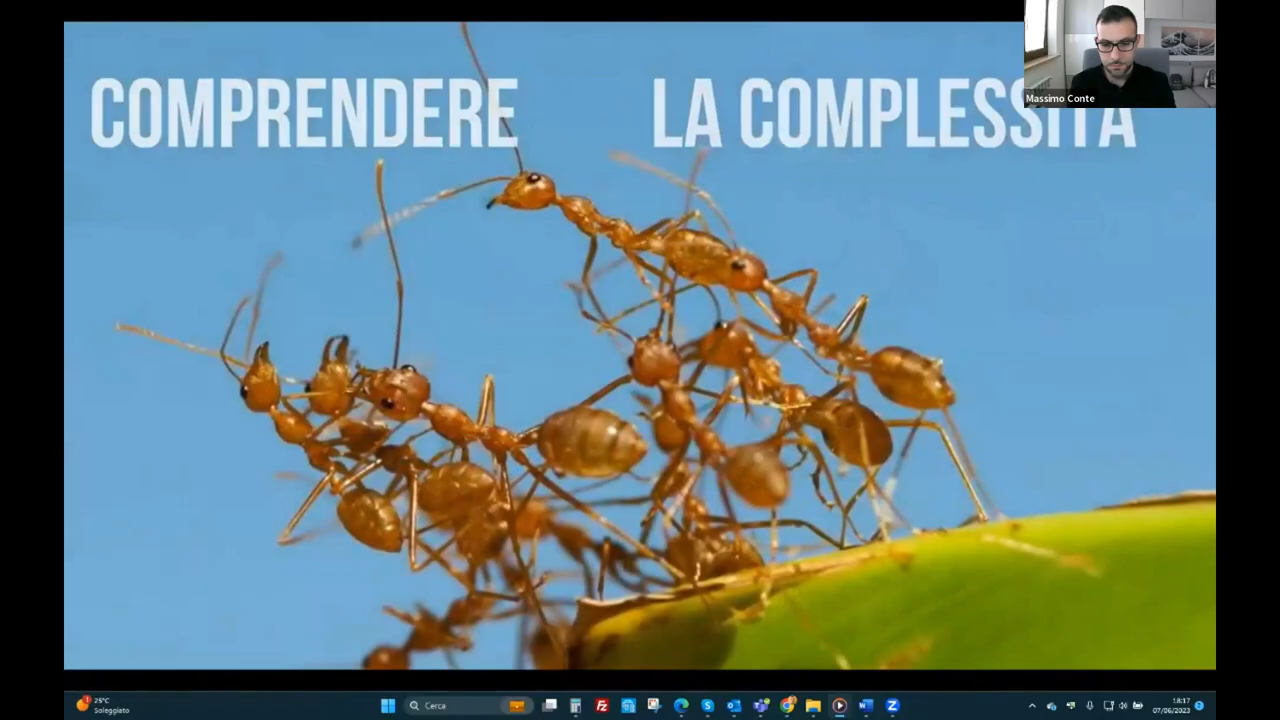 COMPRENDERE LA COMPLESSITÀ
Massimo Conte
25°C
Soleggiato
Cerca
18:17
07/06/2023